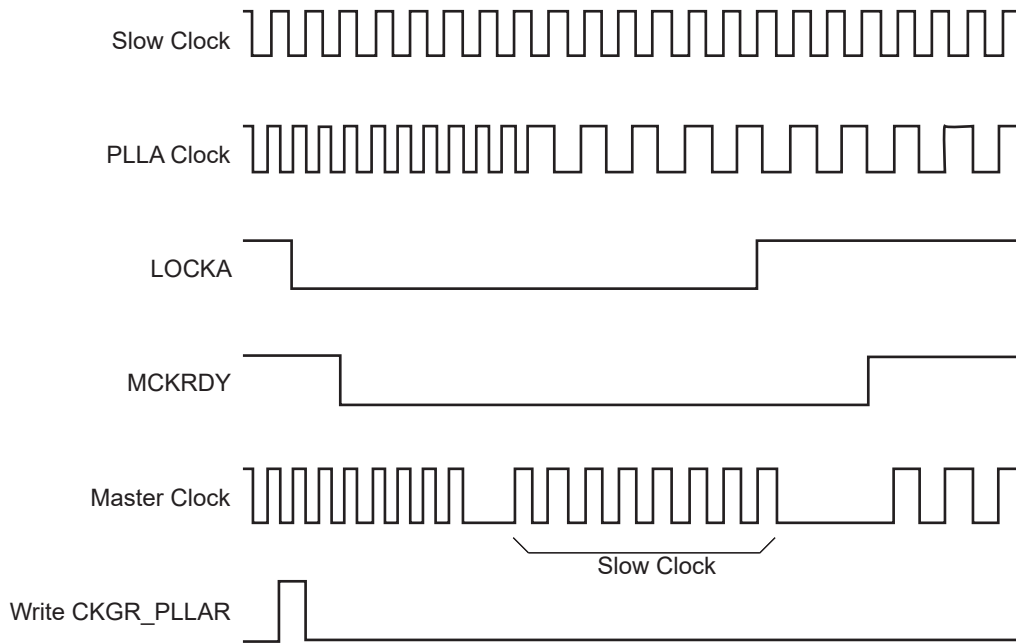 Slow Clock
PLLA Clock
LOCKA
MCKRDY
Master Clock
Slow Clock
Write CKGR_PLLAR